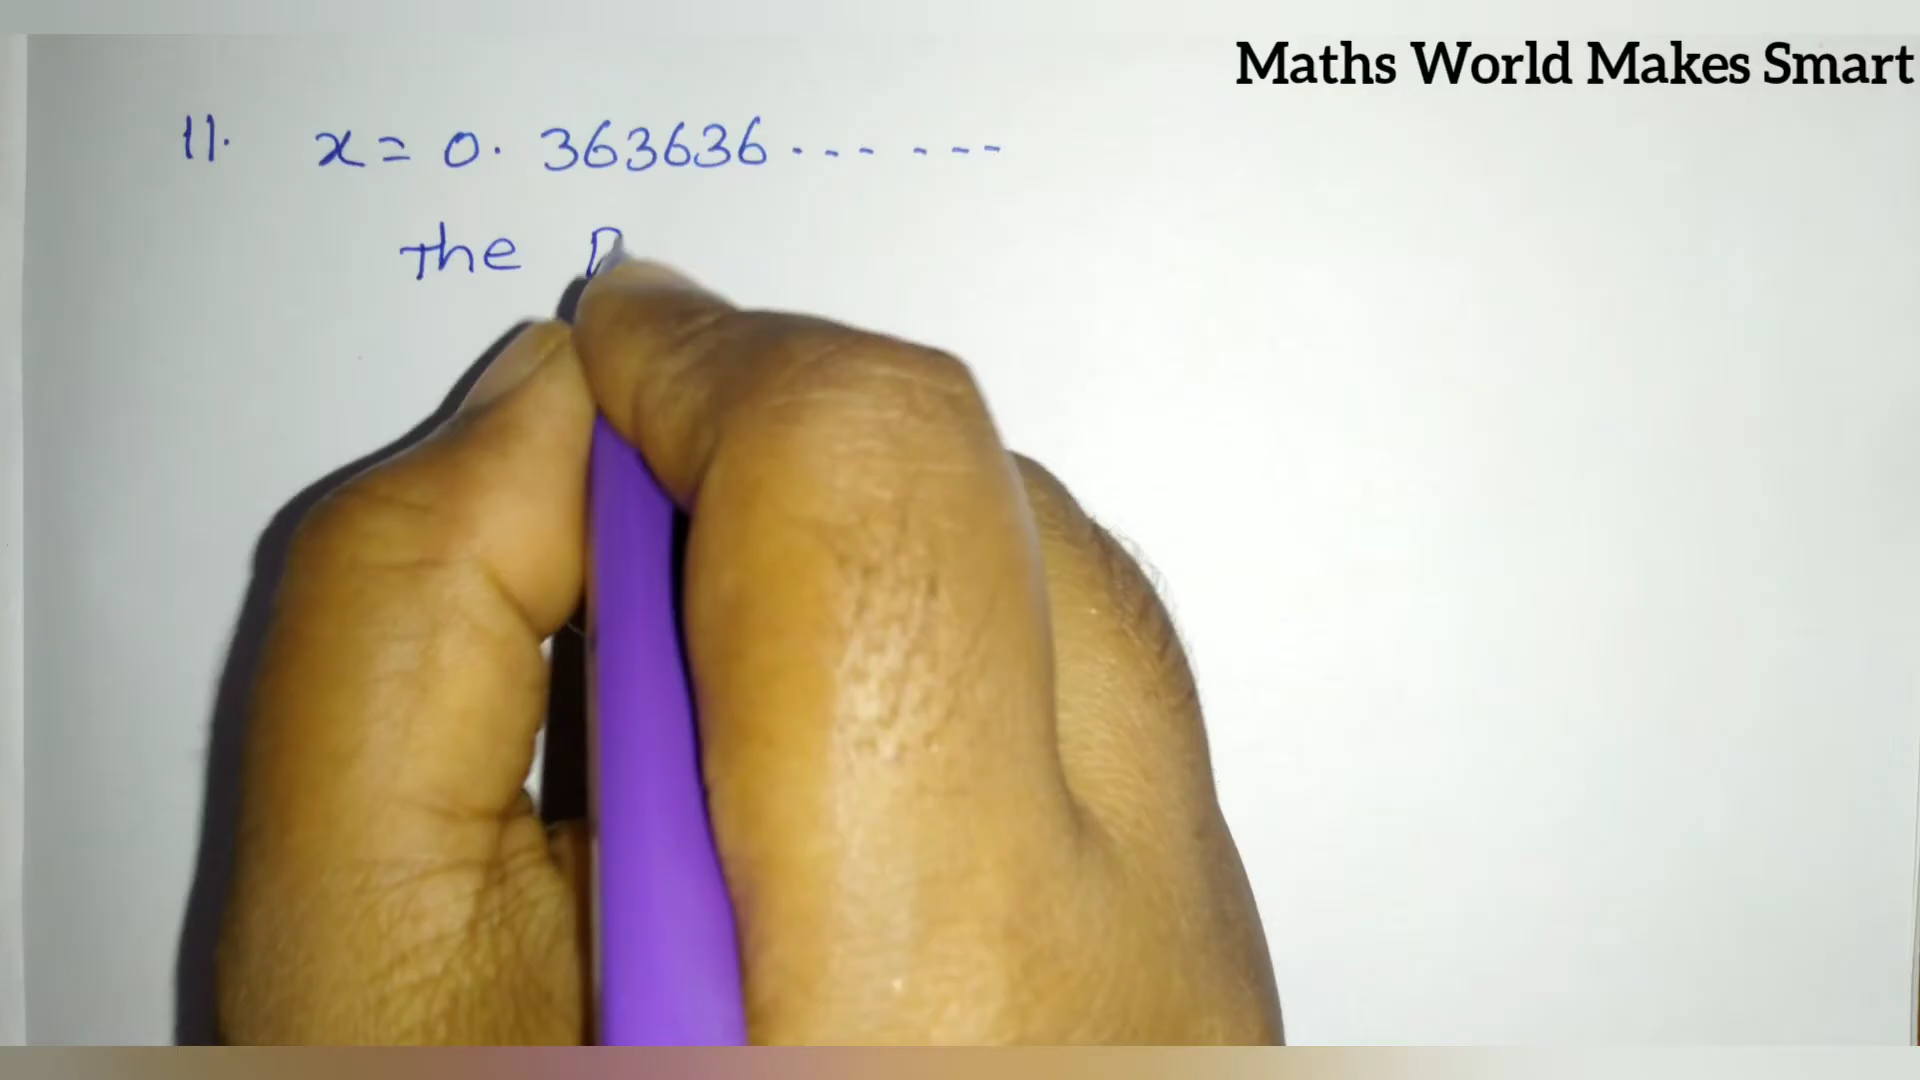 Maths World Makes Smart
11. x = 0. 363636 - - - - - - -
The